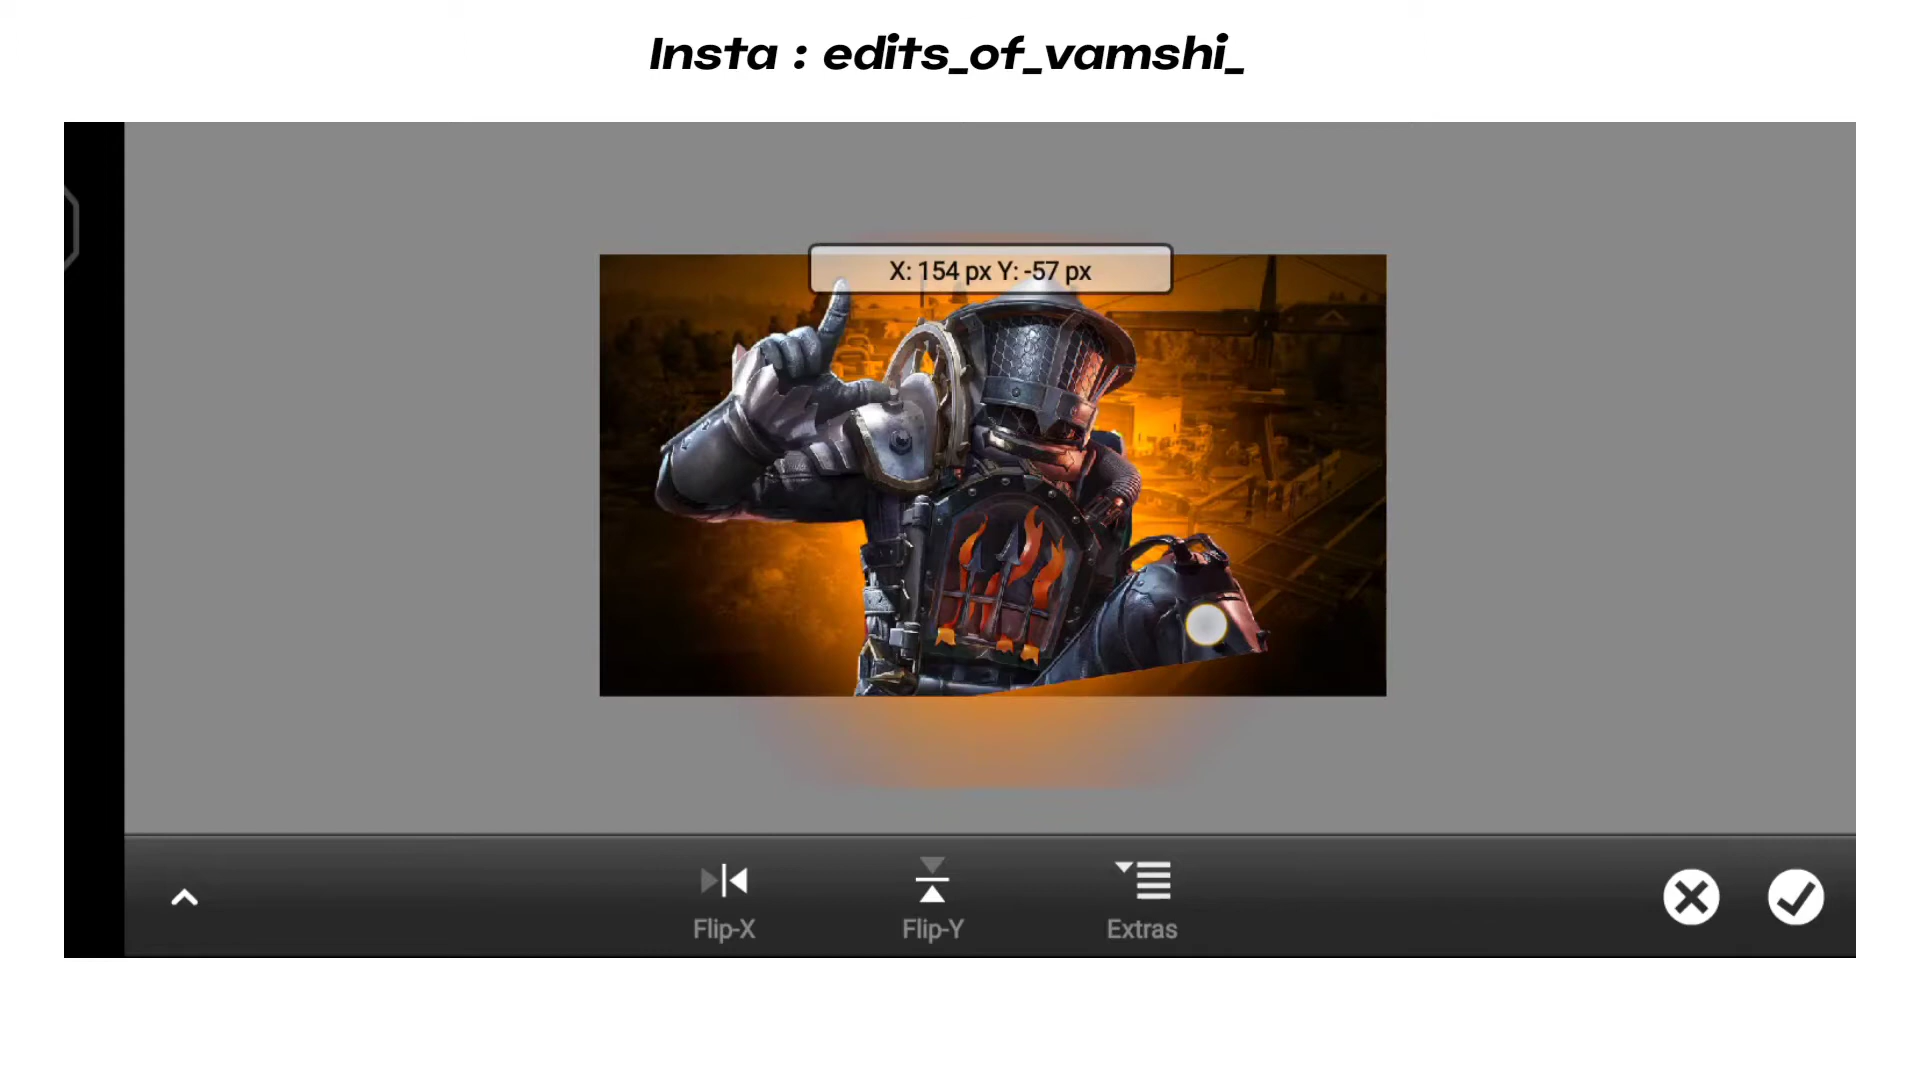 Insta : edits_of_vamshi_
X: 154 px Y: -57 px
Flip-X
Flip-Y
Extras